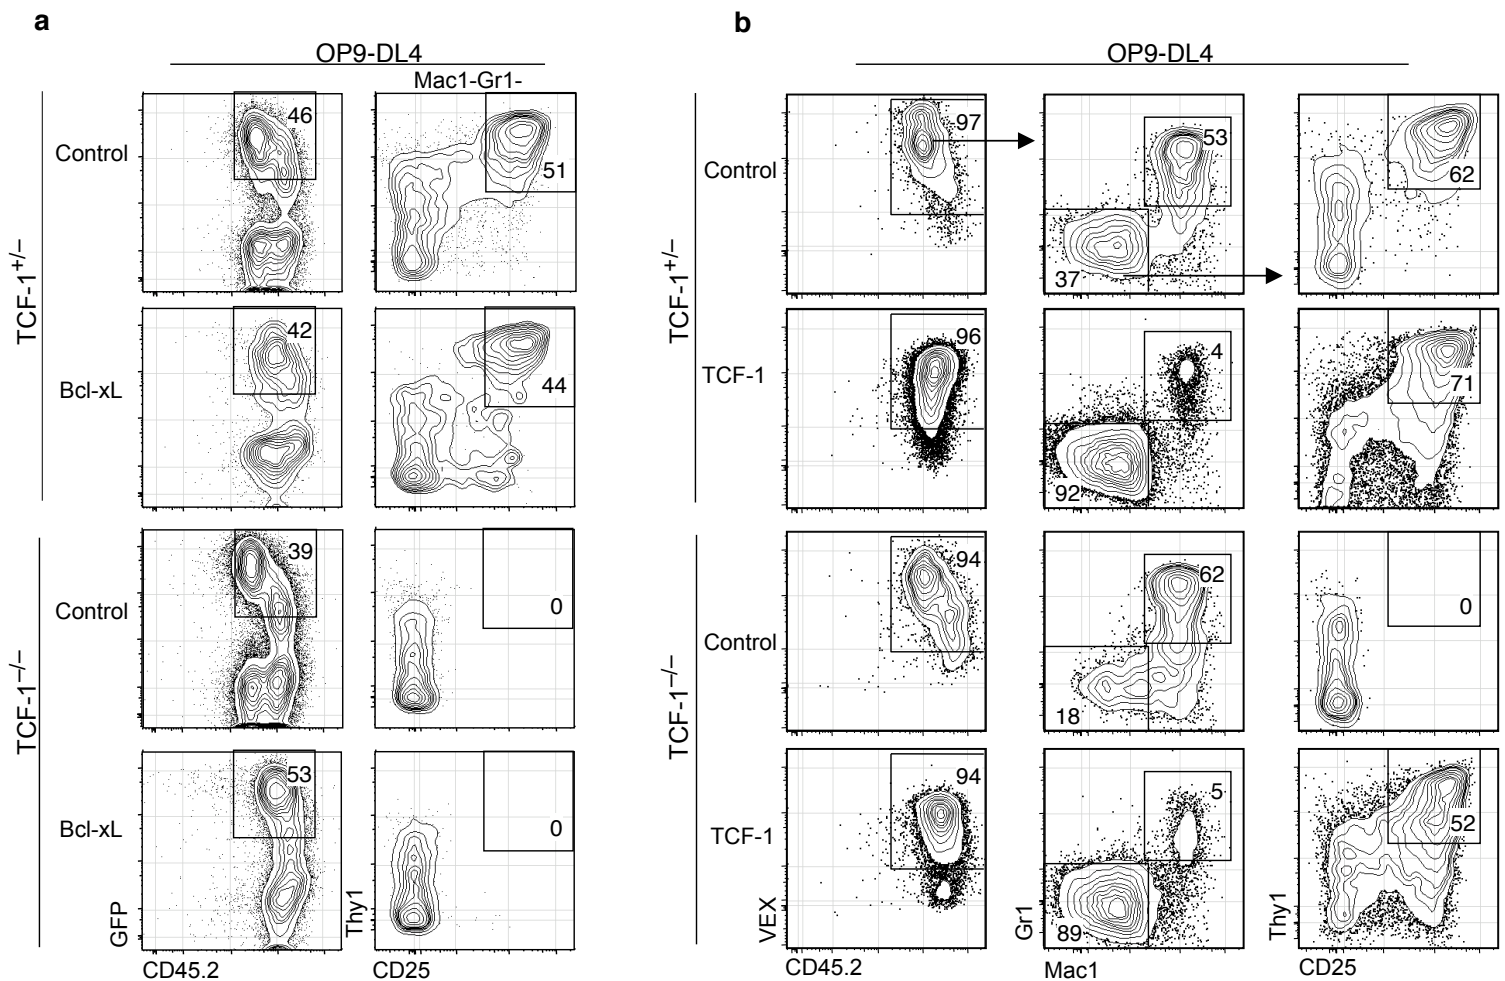 a
OP9-DL4
Mac1-Gr1-
TCF-1+/–
Control
46
51
Bcl-xL
42
44
TCF-1–/–
Control
39
0
Bcl-xL
53
0
GFP
Thy1
CD45.2
CD25
b
OP9-DL4
TCF-1+/–
Control
97
53
37
62
TCF-1
96
4
92
71
TCF-1–/–
Control
94
62
18
0
TCF-1
94
5
89
52
VEX
Gr1
Thy1
CD45.2
Mac1
CD25